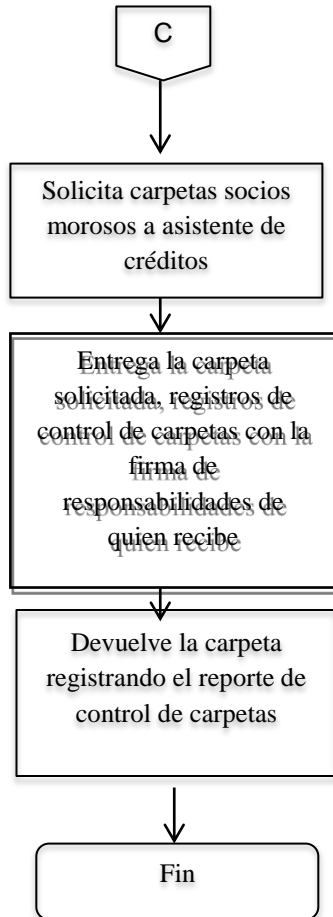 C
Solicita carpetas socios
morosos a asistente de
créditos
Entrega la carpeta
solicitada, registros de
control de carpetas con la
firma de
responsabilidades de
quien recibe
Devuelve la carpeta
registrando el reporte de
control de carpetas
Fin